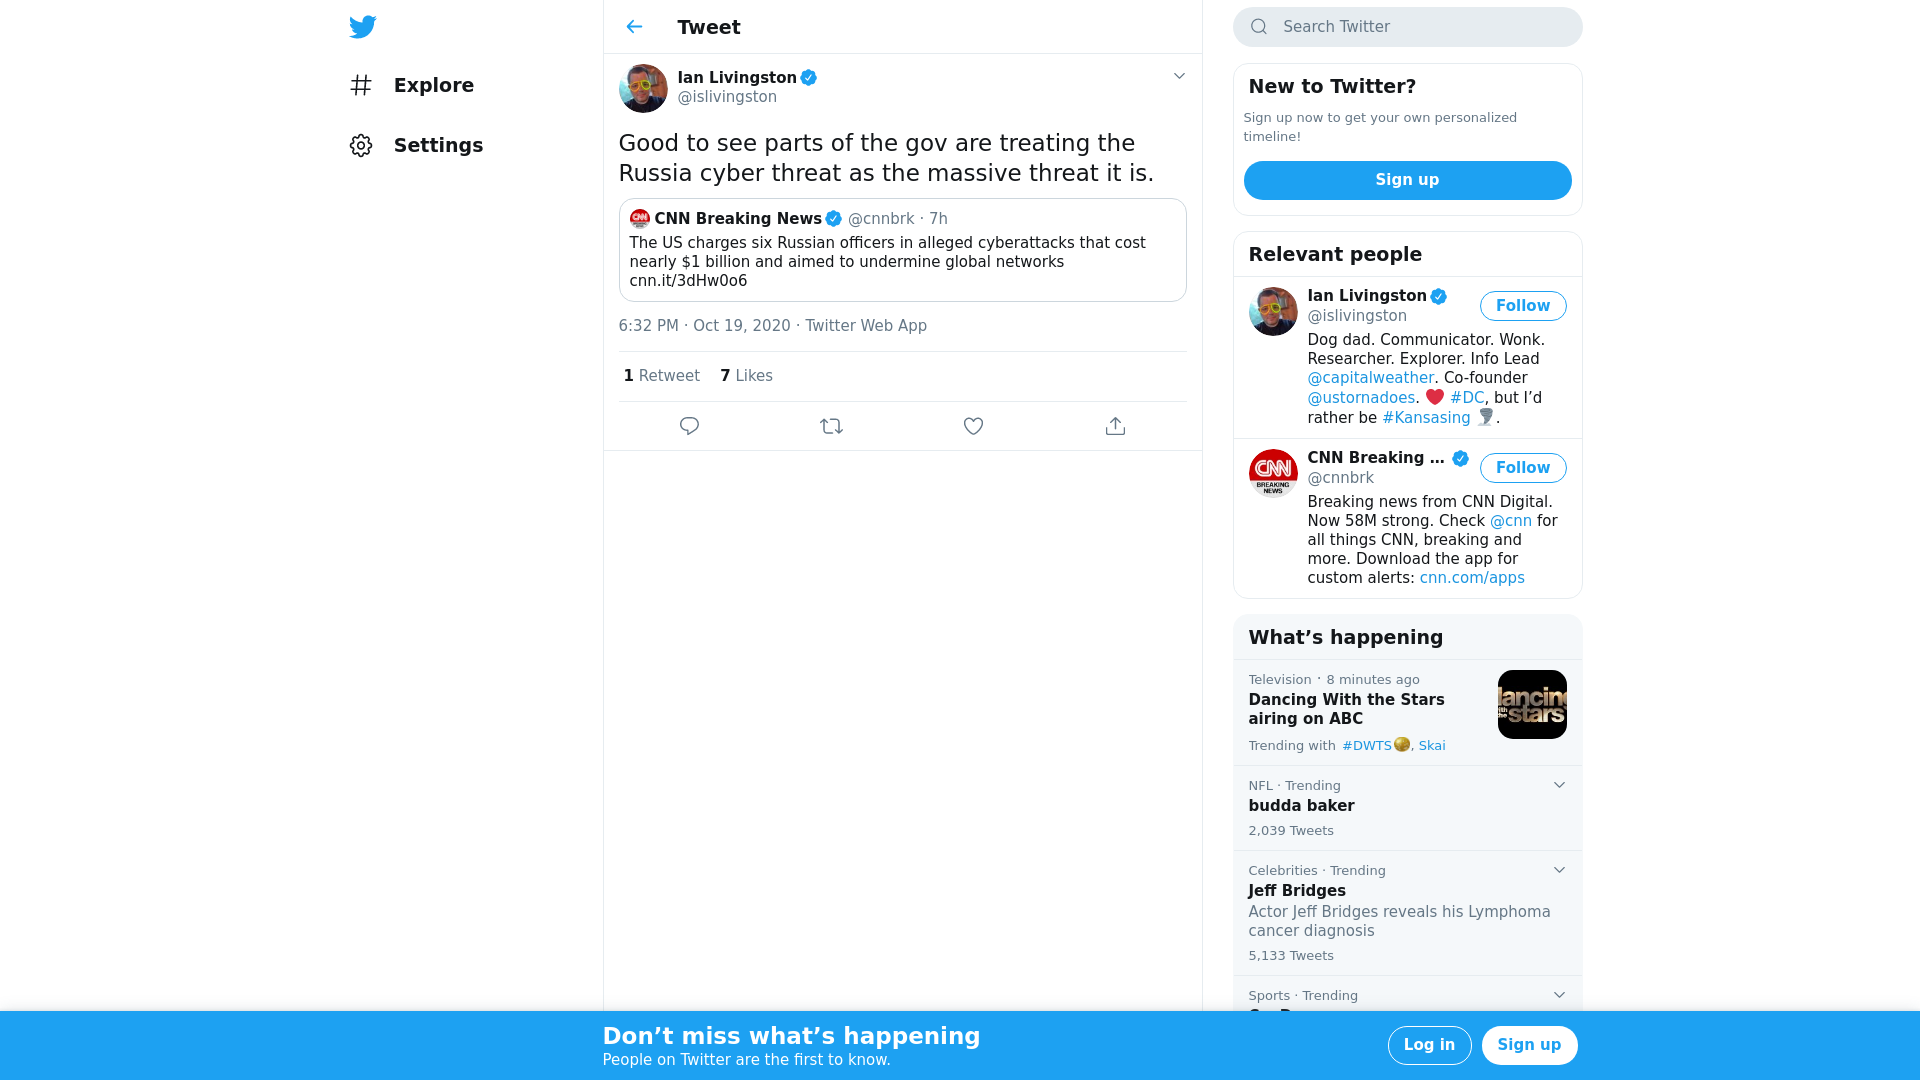 Explore
Settings
Tweet
Ian Livingston
@islivingston
Good to see parts of the gov are treating the
Russia cyber threat as the massive threat it is.
CNN Breaking News @cnnbrk · 7h
The US charges six Russian officers in alleged cyberattacks that cost
nearly $1 billion and aimed to undermine global networks
cnn.it/3dHw0o6
6:32 PM · Oct 19, 2020 · Twitter Web App
1 Retweet 7 Likes
Search Twitter
New to Twitter?
Sign up now to get your own personalized
timeline!
Sign up
Relevant people
Ian Livingston
@islivingston
Follow
Dog dad. Communicator. Wonk.
Researcher. Explorer. Info Lead
@capitalweather. Co-founder
@ustornadoes. ❤️ #DC, but I’d
rather be #Kansasing 🌪️.
CNN Breaking ...
@cnnbrk
Follow
CNN
BREAKING
NEWS
Breaking news from CNN Digital.
Now 58M strong. Check @cnn for
all things CNN, breaking and
more. Download the app for
custom alerts: cnn.com/apps
What’s happening
Television · 8 minutes ago
Dancing With the Stars
airing on ABC
Trending with #DWTS, Skai
dancing
with the
stars
NFL · Trending
budda baker
2,039 Tweets
Celebrities · Trending
Jeff Bridges
Actor Jeff Bridges reveals his Lymphoma
cancer diagnosis
5,133 Tweets
Sports · Trending
Don’t miss what’s happening
People on Twitter are the first to know.
Log in
Sign up